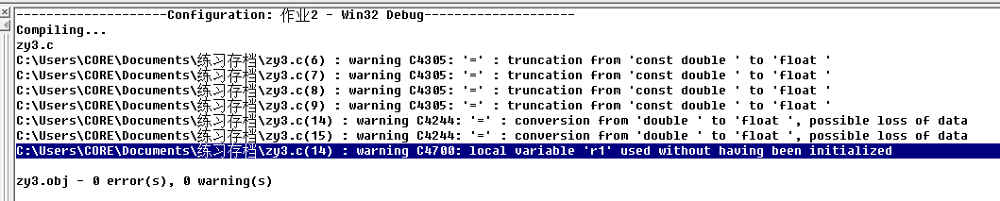 --------------------Configuration: 作业2 - Win32 Debug--------------------
Compiling...
zy3.c
C:\Users\CORE\Documents\练习存档\zy3.c(6) : warning C4305: '=' : truncation from 'const double ' to 'float '
C:\Users\CORE\Documents\练习存档\zy3.c(7) : warning C4305: '=' : truncation from 'const double ' to 'float '
C:\Users\CORE\Documents\练习存档\zy3.c(8) : warning C4305: '=' : truncation from 'const double ' to 'float '
C:\Users\CORE\Documents\练习存档\zy3.c(9) : warning C4305: '=' : truncation from 'const double ' to 'float '
C:\Users\CORE\Documents\练习存档\zy3.c(14) : warning C4244: '=' : conversion from 'double ' to 'float ', possible loss of data
C:\Users\CORE\Documents\练习存档\zy3.c(15) : warning C4244: '=' : conversion from 'double ' to 'float ', possible loss of data
C:\Users\CORE\Documents\练习存档\zy3.c(14) : warning C4700: local variable 'r1' used without having been initialized
zy3.obj - 0 error(s), 0 warning(s)